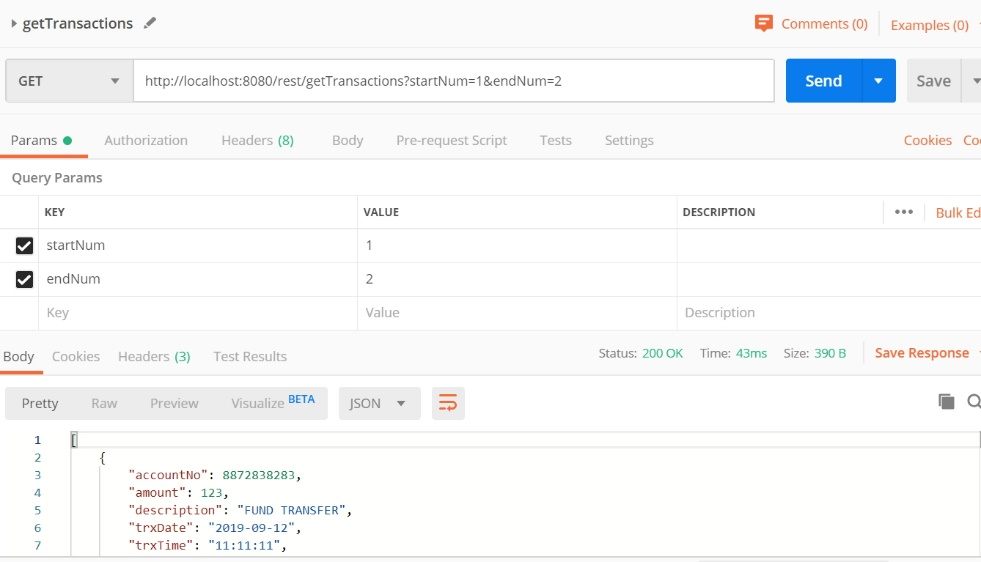 getTransactions
Comments (0) Examples (0)
GET http://localhost:8080/rest/getTransactions?startNum=1&endNum=2 Send Save
Params Authorization Headers (8) Body Pre-request Script Tests Settings Cookies Co
Query Params
KEY VALUE DESCRIPTION ••• Bulk Ed
startNum 1
endNum 2
Key Value Description
Body Cookies Headers (3) Test Results Status: 200 OK Time: 43ms Size: 390 B Save Response
Pretty Raw Preview Visualize BETA JSON
1 [
2 {
3 "accountNo": 8872838283,
4 "amount": 123,
5 "description": "FUND TRANSFER",
6 "trxDate": "2019-09-12",
7 "trxTime": "11:11:11",